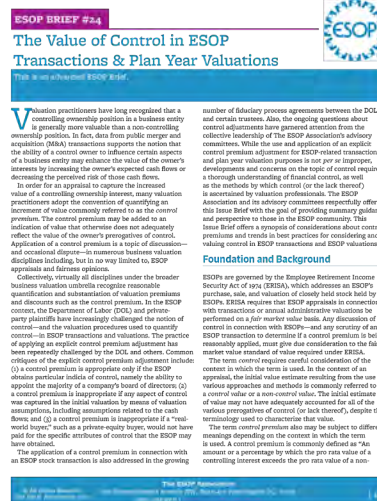 ESOP BRIEF #24
ESOP
The Value of Control in ESOP
Transactions & Plan Year Valuations
This is an advanced ESOP Brief.
Valuation practitioners have long recognized that a
controlling ownership position in a business entity
is generally more valuable than a non-controlling
ownership position. In fact, data from public merger and
acquisition (M&A) transactions supports the notion that
the ability of a control owner to influence certain aspects
of a business entity may enhance the value of the owner's
interests by increasing the owner's expected cash flows or
decreasing the perceived risk of those cash flows.
In order for an appraisal to capture the increased
value of a controlling ownership interest, many valuation
practitioners adopt the convention of quantifying an
increment of value commonly referred to as the control
premium. The control premium may be added to an
indication of value that otherwise does not adequately
reflect the value of the owner's prerogatives of control.
Application of a control premium is a topic of discussion—
and occasional dispute—in numerous business valuation
disciplines including, but in no way limited to, ESOP
appraisals and fairness opinions.
Collectively, virtually all disciplines under the broader
business valuation umbrella recognize reasonable
quantification and substantiation of valuation premiums
and discounts such as the control premium. In the ESOP
context, the Department of Labor (DOL) and private-
party plaintiffs have increasingly challenged the notion of
control—and the valuation procedures used to quantify
control—in ESOP transactions and valuations. The practice
of applying an explicit control premium adjustment has
been repeatedly challenged by the DOL and others. Common
critiques of the explicit control premium adjustment include:
(1) a control premium is appropriate only if the ESOP
obtains particular indicia of control, namely the ability to
appoint the majority of a company's board of directors; (2)
a control premium is inappropriate if any aspect of control
was captured in the initial valuation by means of valuation
assumptions, including assumptions related to the cash
flows; and (3) a control premium is inappropriate if a "real-
world buyer," such as a private-equity buyer, would not have
paid for the specific attributes of control that the ESOP may
have obtained.
The application of a control premium in connection with
an ESOP stock transaction is also addressed in the growing
number of fiduciary process agreements between the DOL
and certain trustees. Also, the ongoing questions about
control adjustments have garnered attention from the
collective leadership of The ESOP Association's advisory
committees. While the use and application of an explicit
control premium adjustment for ESOP-related transaction
and plan year valuation purposes is not per se improper,
developments and concerns on the topic of control require
a thorough understanding of financial control, as well
as the methods by which control (or the lack thereof)
is ascertained by valuation professionals. The ESOP
Association and its advisory committees respectfully offer
this Issue Brief with the goal of providing summary guidance
and perspective to those in the ESOP community. This
Issue Brief offers a synopsis of considerations about control
premiums and trends in best practices for considering and
valuing control in ESOP transactions and ESOP valuations.
Foundation and Background
ESOPs are governed by the Employee Retirement Income
Security Act of 1974 (ERISA), which addresses an ESOP's
purchase, sale, and valuation of closely held stock held by
ESOPs. ERISA requires that ESOP appraisals in connection
with transactions or annual administrative valuations be
performed on a fair market value basis. Any discussion of
control in connection with ESOPs—and any scrutiny of an
ESOP transaction to determine if a control premium is being
reasonably applied, must give due consideration to the fair
market value standard of value required under ERISA.
The term control requires careful consideration of the
context in which the term is used. In the context of an
appraisal, the initial value estimate resulting from the use of
various approaches and methods is commonly referred to as
a control value or a non-control value. The initial estimate
of value may not have adequately accounted for all of the
various prerogatives of control (or lack thereof), despite the
terminology used to characterize that value.
The term control premium may also be subject to different
meanings depending on the context in which the term
is used. A control premium is commonly defined as "An
amount or a percentage by which the pro rata value of a
controlling interest exceeds the pro rata value of a non-
The ESOP Association